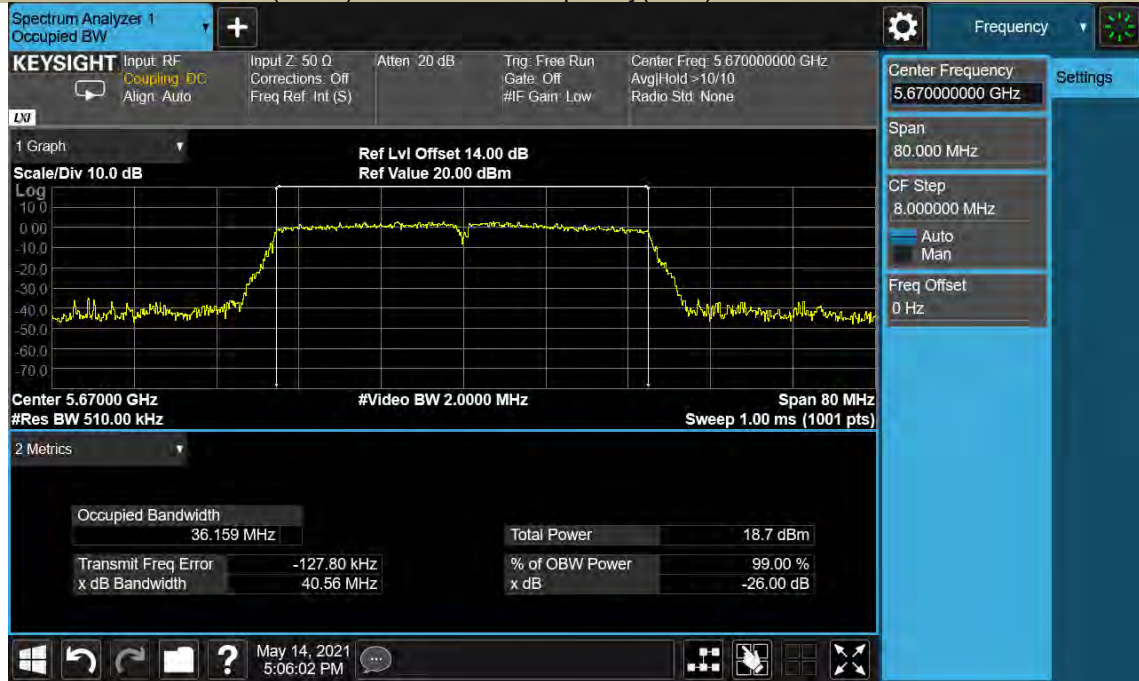 Spectrum Analyzer 1
Occupied BW
Frequency
KEYSIGHT
LXI
Input: RF
Coupling: DC
Align: Auto
Input Z: 50 Ω
Corrections: Off
Freq Ref: Int (S)
Atten: 20 dB
Trig: Free Run
Gate: Off
#IF Gain: Low
Center Freq: 5.670000000 GHz
Avg|Hold >10/10
Radio Std: None
Center Frequency
5.670000000 GHz
Settings
Span
80.000 MHz
CF Step
8.000000 MHz
Auto
Man
Freq Offset
0 Hz
1 Graph
Scale/Div 10.0 dB
Ref Lvl Offset 14.00 dB
Ref Value 20.00 dBm
Log
10.0
0.00
-10.0
-20.0
-30.0
-40.0
-50.0
-60.0
-70.0
Center 5.67000 GHz
#Video BW 2.0000 MHz
Span 80 MHz
#Res BW 510.00 kHz
Sweep 1.00 ms (1001 pts)
2 Metrics
Occupied Bandwidth
36.159 MHz
Total Power 18.7 dBm
Transmit Freq Error -127.80 kHz
% of OBW Power 99.00 %
x dB Bandwidth 40.56 MHz
x dB -26.00 dB
?
May 14, 2021
5:06:02 PM